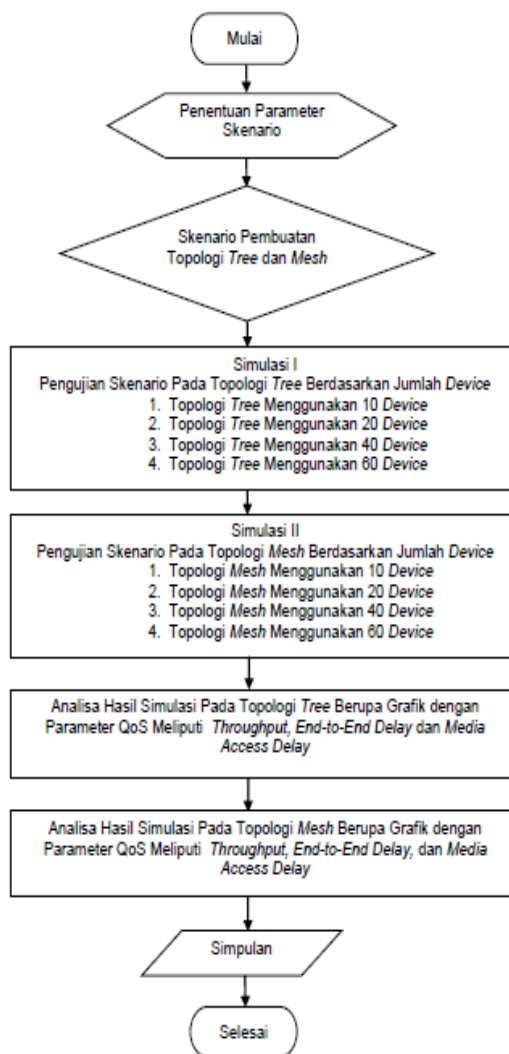 Mulai
Penentuan Parameter
Skenario
Skenario Pembuatan
Topologi Tree dan Mesh
Simulasi I
Pengujian Skenario Pada Topologi Tree Berdasarkan Jumlah Device
1. Topologi Tree Menggunakan 10 Device
2. Topologi Tree Menggunakan 20 Device
3. Topologi Tree Menggunakan 40 Device
4. Topologi Tree Menggunakan 60 Device
Simulasi II
Pengujian Skenario Pada Topologi Mesh Berdasarkan Jumlah Device
1. Topologi Mesh Menggunakan 10 Device
2. Topologi Mesh Menggunakan 20 Device
3. Topologi Mesh Menggunakan 40 Device
4. Topologi Mesh Menggunakan 60 Device
Analisa Hasil Simulasi Pada Topologi Tree Berupa Grafik dengan
Parameter QoS Meliputi Throughput, End-to-End Delay dan Media
Access Delay
Analisa Hasil Simulasi Pada Topologi Mesh Berupa Grafik dengan
Parameter QoS Meliputi Throughput, End-to-End Delay, dan Media
Access Delay
Simpulan
Selesai